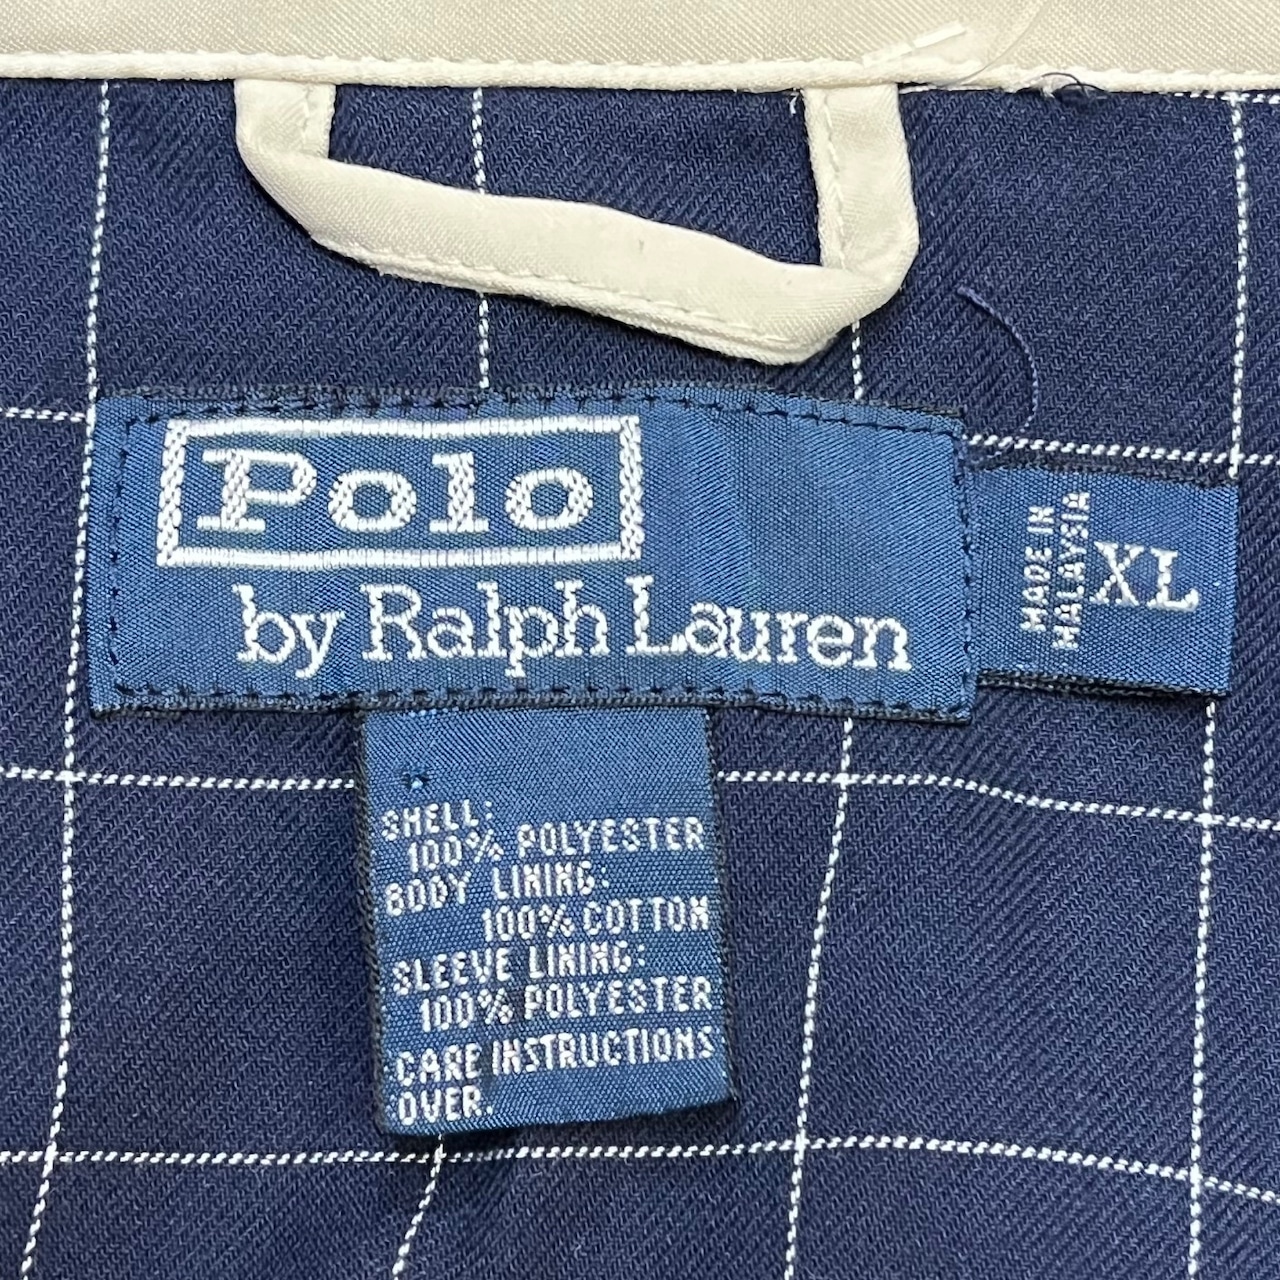 Polo
by Ralph Lauren
MADE IN
MALAYSIA
XL
SHELL:
100% POLYESTER
BODY LINING:
100% COTTON
SLEEVE LINING:
100% POLYESTER
CARE INSTRUCTIONS
OVER.